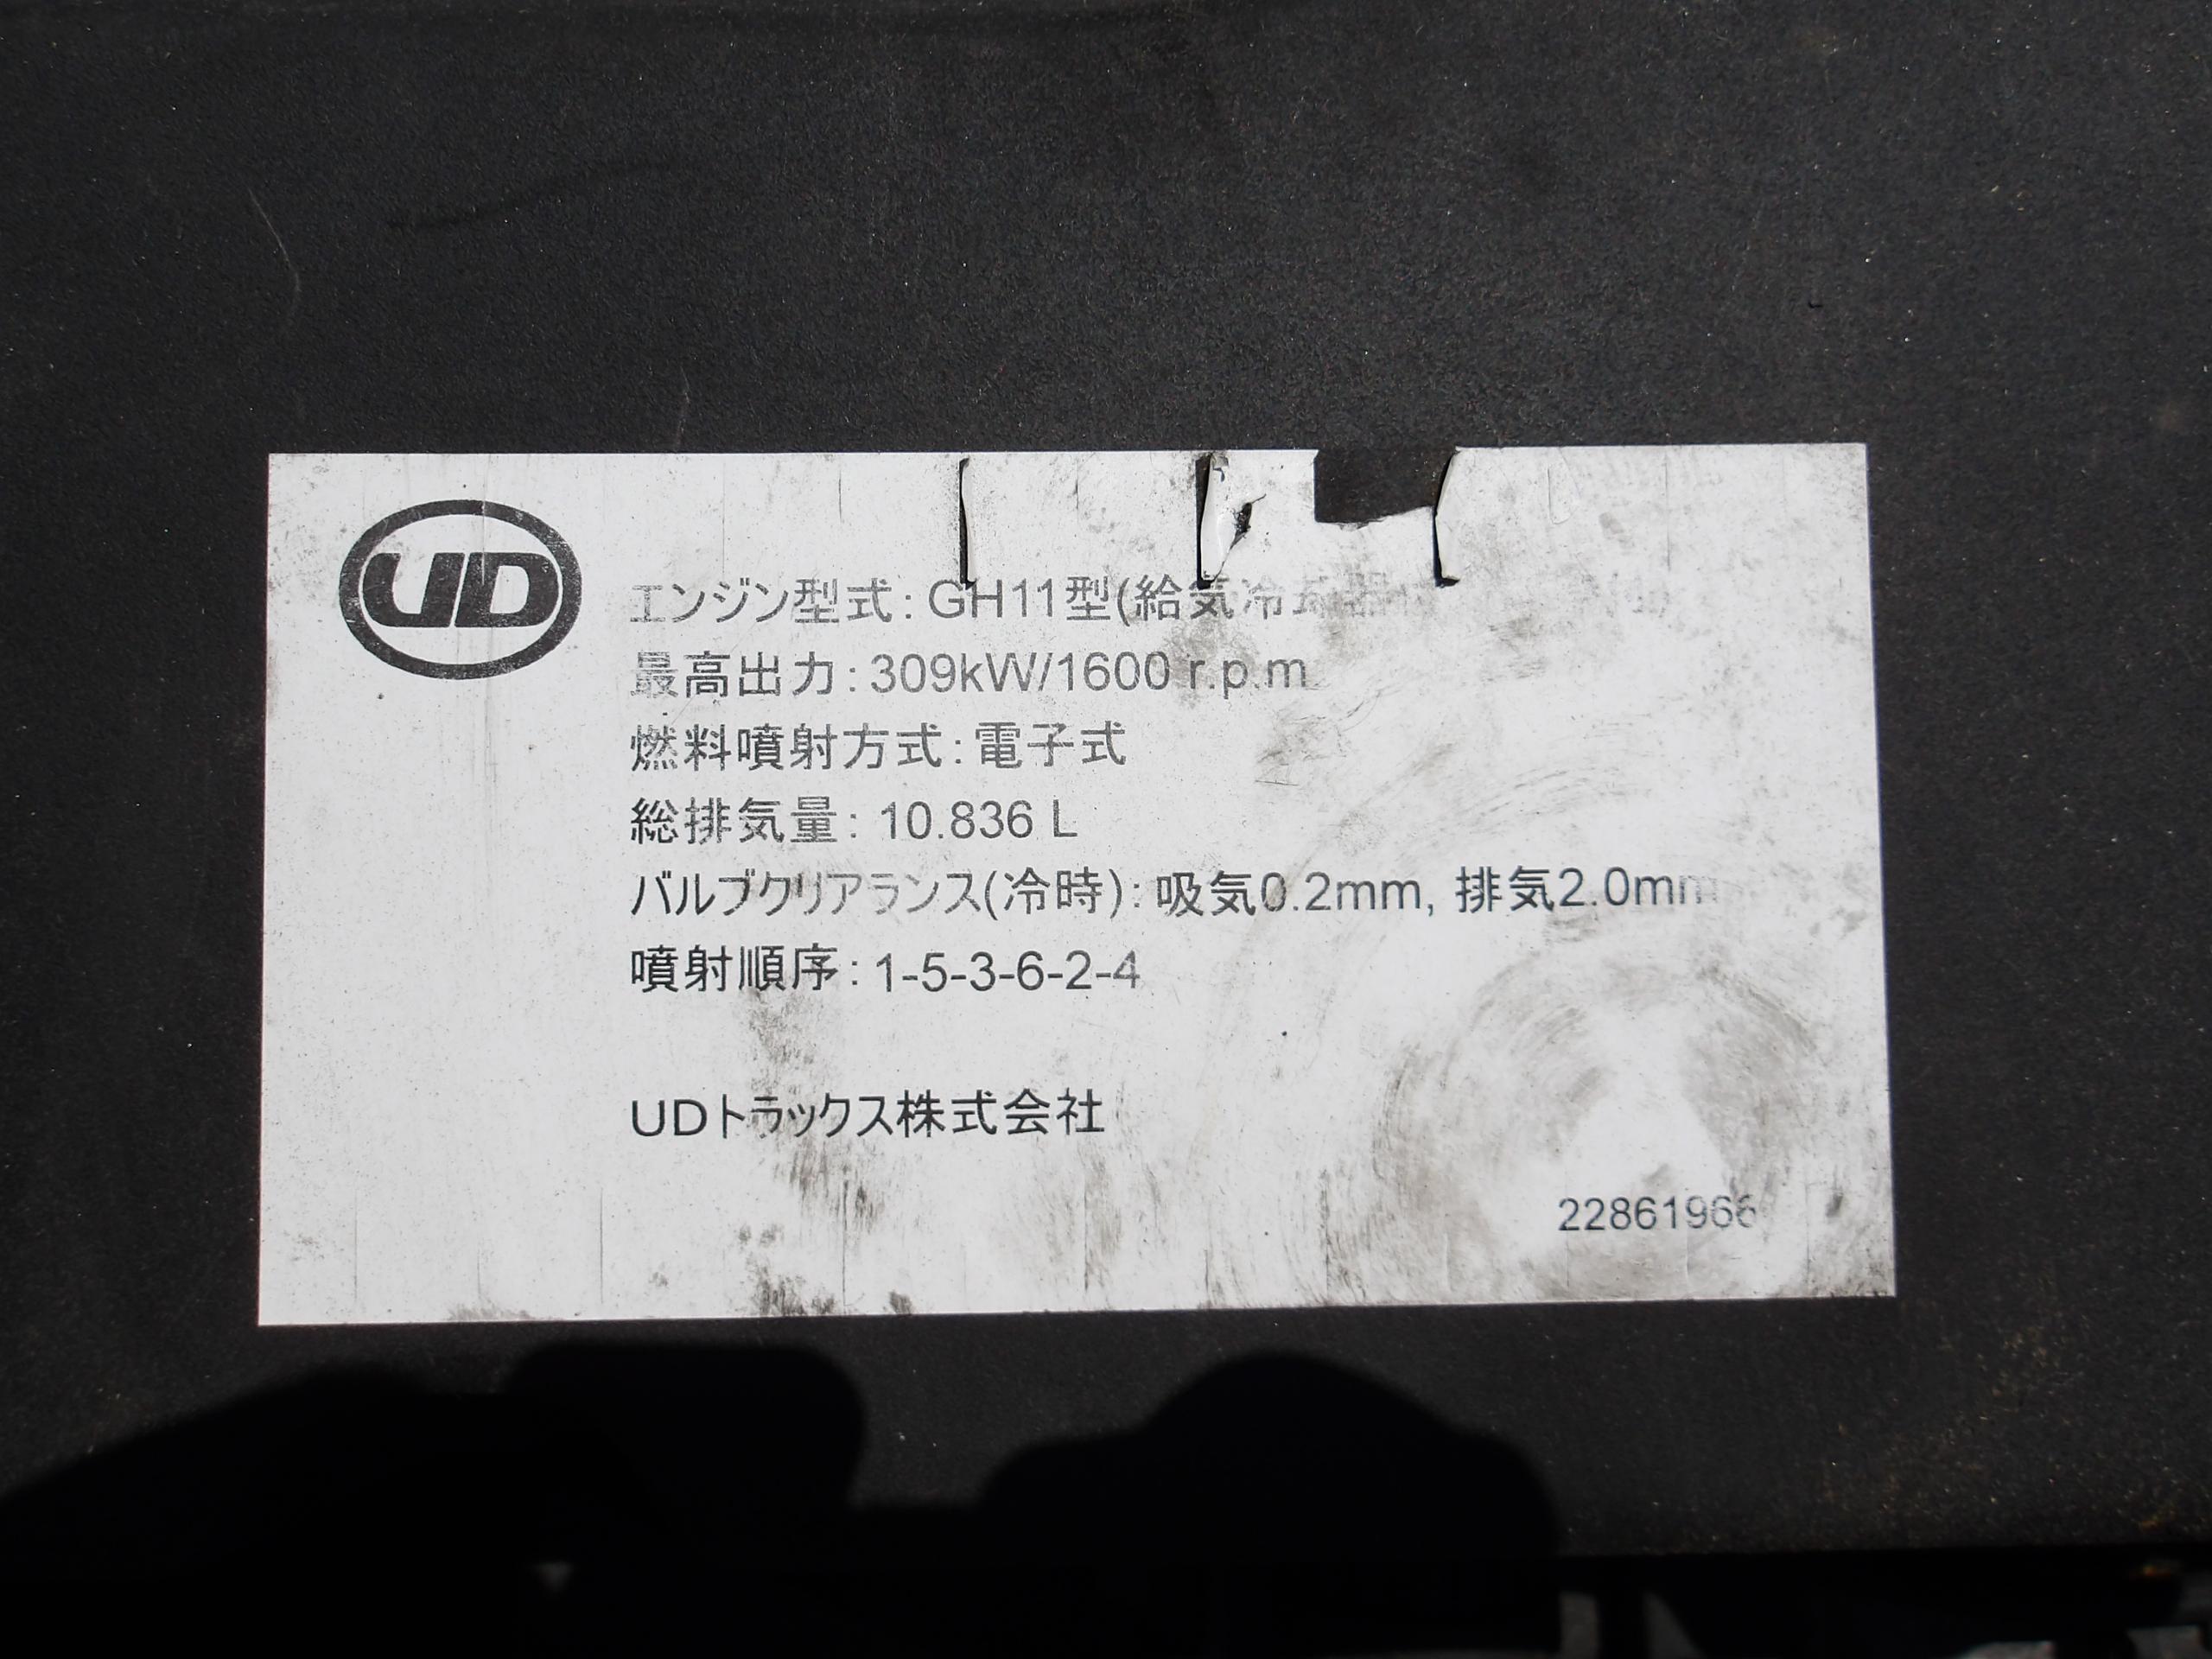 UD
エンジン型式: GH11型(給気冷却器
最高出力: 309kW/1600 r.p.m
燃料噴射方式: 電子式
総排気量: 10.836 L
バルブクリアランス(冷時): 吸気0.2mm, 排気2.0mm
噴射順序: 1-5-3-6-2-4
UDトラックス株式会社
22861966